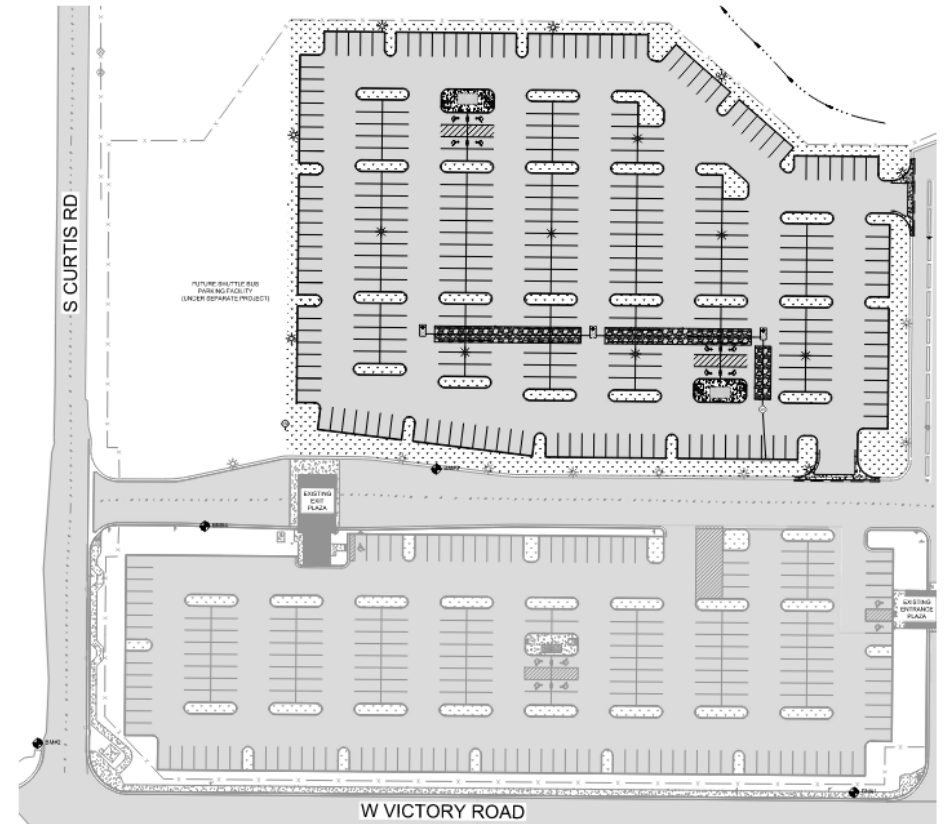 S CURTIS RD
FUTURE SHUTTLE BUS
PARKING FACILITY
(UNDER SEPARATE PROJECT)
EXISTING
EXIT
PLAZA
EXISTING
ENTRANCE
PLAZA
W VICTORY ROAD